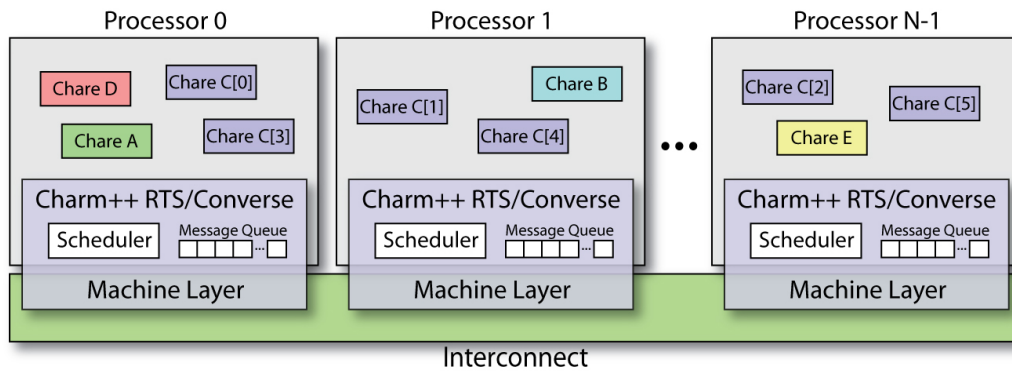 Processor 0
Processor 1
Processor N-1
Chare D
Chare C[0]
Chare A
Chare C[3]
Chare C[1]
Chare B
Chare C[4]
...
Chare C[2]
Chare C[5]
Chare E
Charm++ RTS/Converse
Scheduler
Message Queue
...
Machine Layer
Charm++ RTS/Converse
Scheduler
Message Queue
...
Machine Layer
Charm++ RTS/Converse
Scheduler
Message Queue
...
Machine Layer
Interconnect